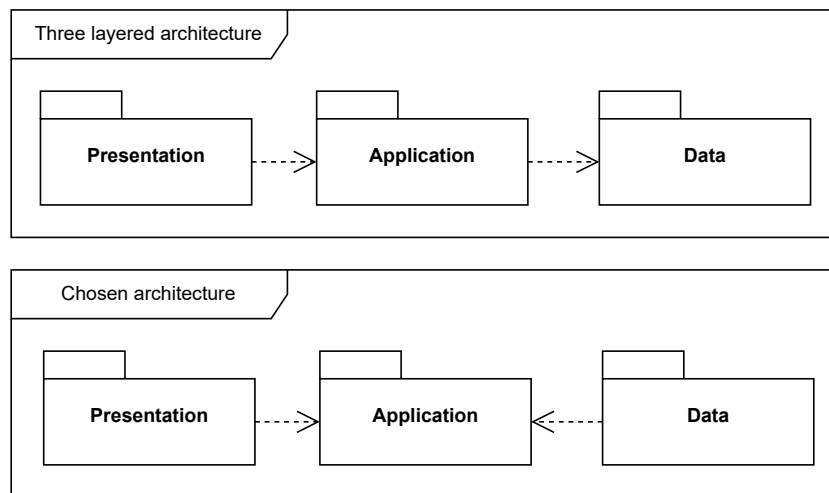 Three layered architecture
Presentation
Application
Data
Chosen architecture
Presentation
Application
Data